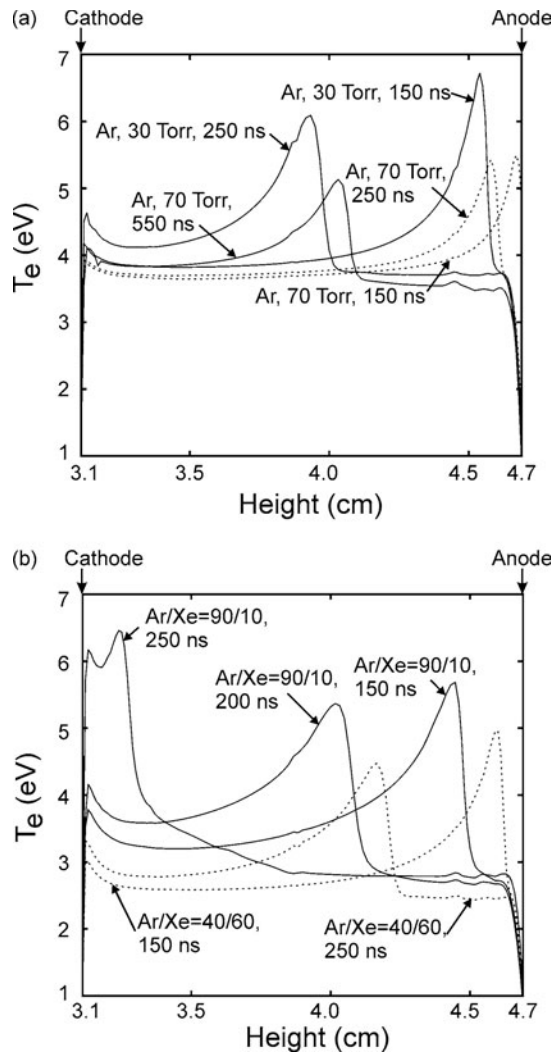 (a)
Cathode
Anode
7
6
5
4
3
2
1
Te (eV)
Ar, 30 Torr, 150 ns
Ar, 30 Torr, 250 ns
Ar, 70 Torr,
250 ns
Ar, 70 Torr,
550 ns
Ar, 70 Torr, 150 ns
3.1
3.5
4.0
4.5
4.7
Height (cm)
(b)
Cathode
Anode
7
6
5
4
3
2
1
Te (eV)
Ar/Xe=90/10,
250 ns
Ar/Xe=90/10,
200 ns
Ar/Xe=90/10,
150 ns
Ar/Xe=40/60,
150 ns
Ar/Xe=40/60,
250 ns
3.1
3.5
4.0
4.5
4.7
Height (cm)